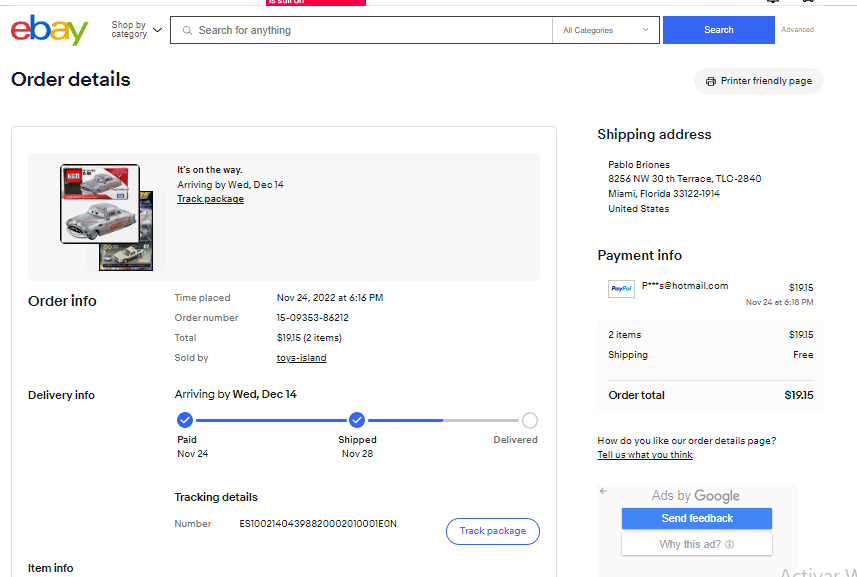 is still on
ebay
Shop by category
Search for anything
All Categories
Search
Advanced
Order details
Printer friendly page
It's on the way.
Arriving by Wed, Dec 14
Track package
Order info
Time placed Nov 24, 2022 at 6:16 PM
Order number 15-09353-86212
Total $19.15 (2 items)
Sold by toys-island
Delivery info
Arriving by Wed, Dec 14
Paid Shipped Delivered
Nov 24 Nov 28
Tracking details
Number ES10021404398820002010001E0N
Track package
Item info
Shipping address
Pablo Briones
8256 NW 30 th Terrace, TLC-2840
Miami, Florida 33122-1914
United States
Payment info
PayPal P***s@hotmail.com $19.15
Nov 24 at 6:18 PM
2 items $19.15
Shipping Free
Order total $19.15
How do you like our order details page?
Tell us what you think
Ads by Google
Send feedback
Why this ad?
Activar W